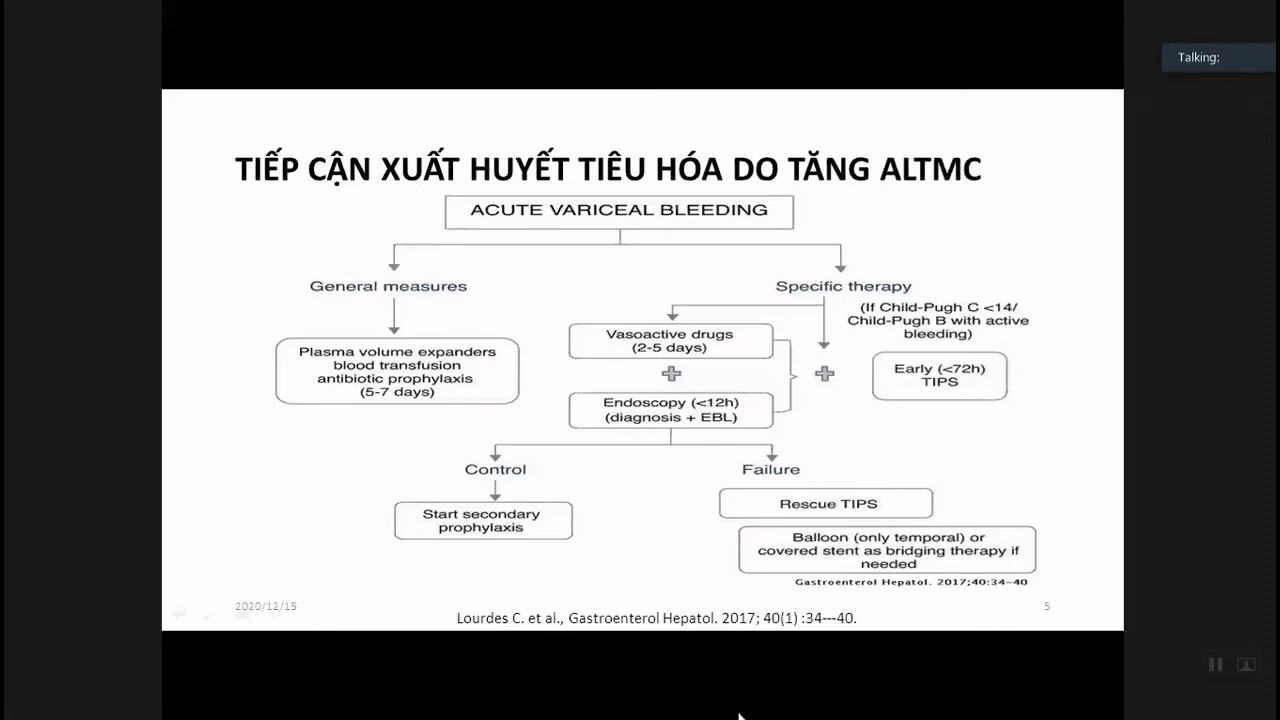 Talking:
TIẾP CẬN XUẤT HUYẾT TIÊU HÓA DO TĂNG ALTMC
ACUTE VARICEAL BLEEDING
General measures
Specific therapy
(If Child-Pugh C <14/
Child-Pugh B with active
bleeding)
Plasma volume expanders
blood transfusion
antibiotic prophylaxis
(5-7 days)
Vasoactive drugs
(2-5 days)
Endoscopy (<12h)
(diagnosis + EBL)
Early (<72h)
TIPS
Control
Failure
Start secondary
prophylaxis
Rescue TIPS
Balloon (only temporal) or
covered stent as bridging therapy if
needed
Gastroenterol Hepatol. 2017;40:34-40
2020/12/15
Lourdes C. et al., Gastroenterol Hepatol. 2017; 40(1) :34---40.
5